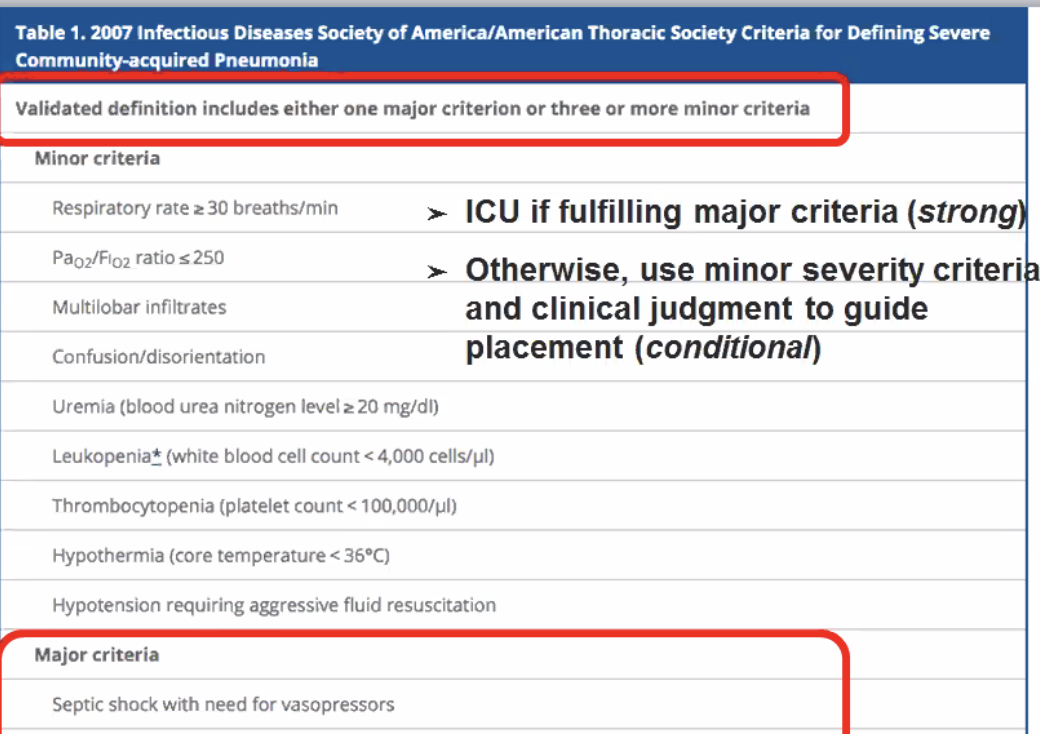 Table 1. 2007 Infectious Diseases Society of America/American Thoracic Society Criteria for Defining Severe
Community-acquired Pneumonia
Validated definition includes either one major criterion or three or more minor criteria
Minor criteria
Respiratory rate ≥ 30 breaths/min
➢ ICU if fulfilling major criteria (strong)
PaO2/FIO2 ratio ≤ 250
➢ Otherwise, use minor severity criteria
Multilobar infiltrates
and clinical judgment to guide
Confusion/disorientation
placement (conditional)
Uremia (blood urea nitrogen level ≥ 20 mg/dl)
Leukopenia* (white blood cell count < 4,000 cells/μl)
Thrombocytopenia (platelet count < 100,000/μl)
Hypothermia (core temperature < 36°C)
Hypotension requiring aggressive fluid resuscitation
Major criteria
Septic shock with need for vasopressors